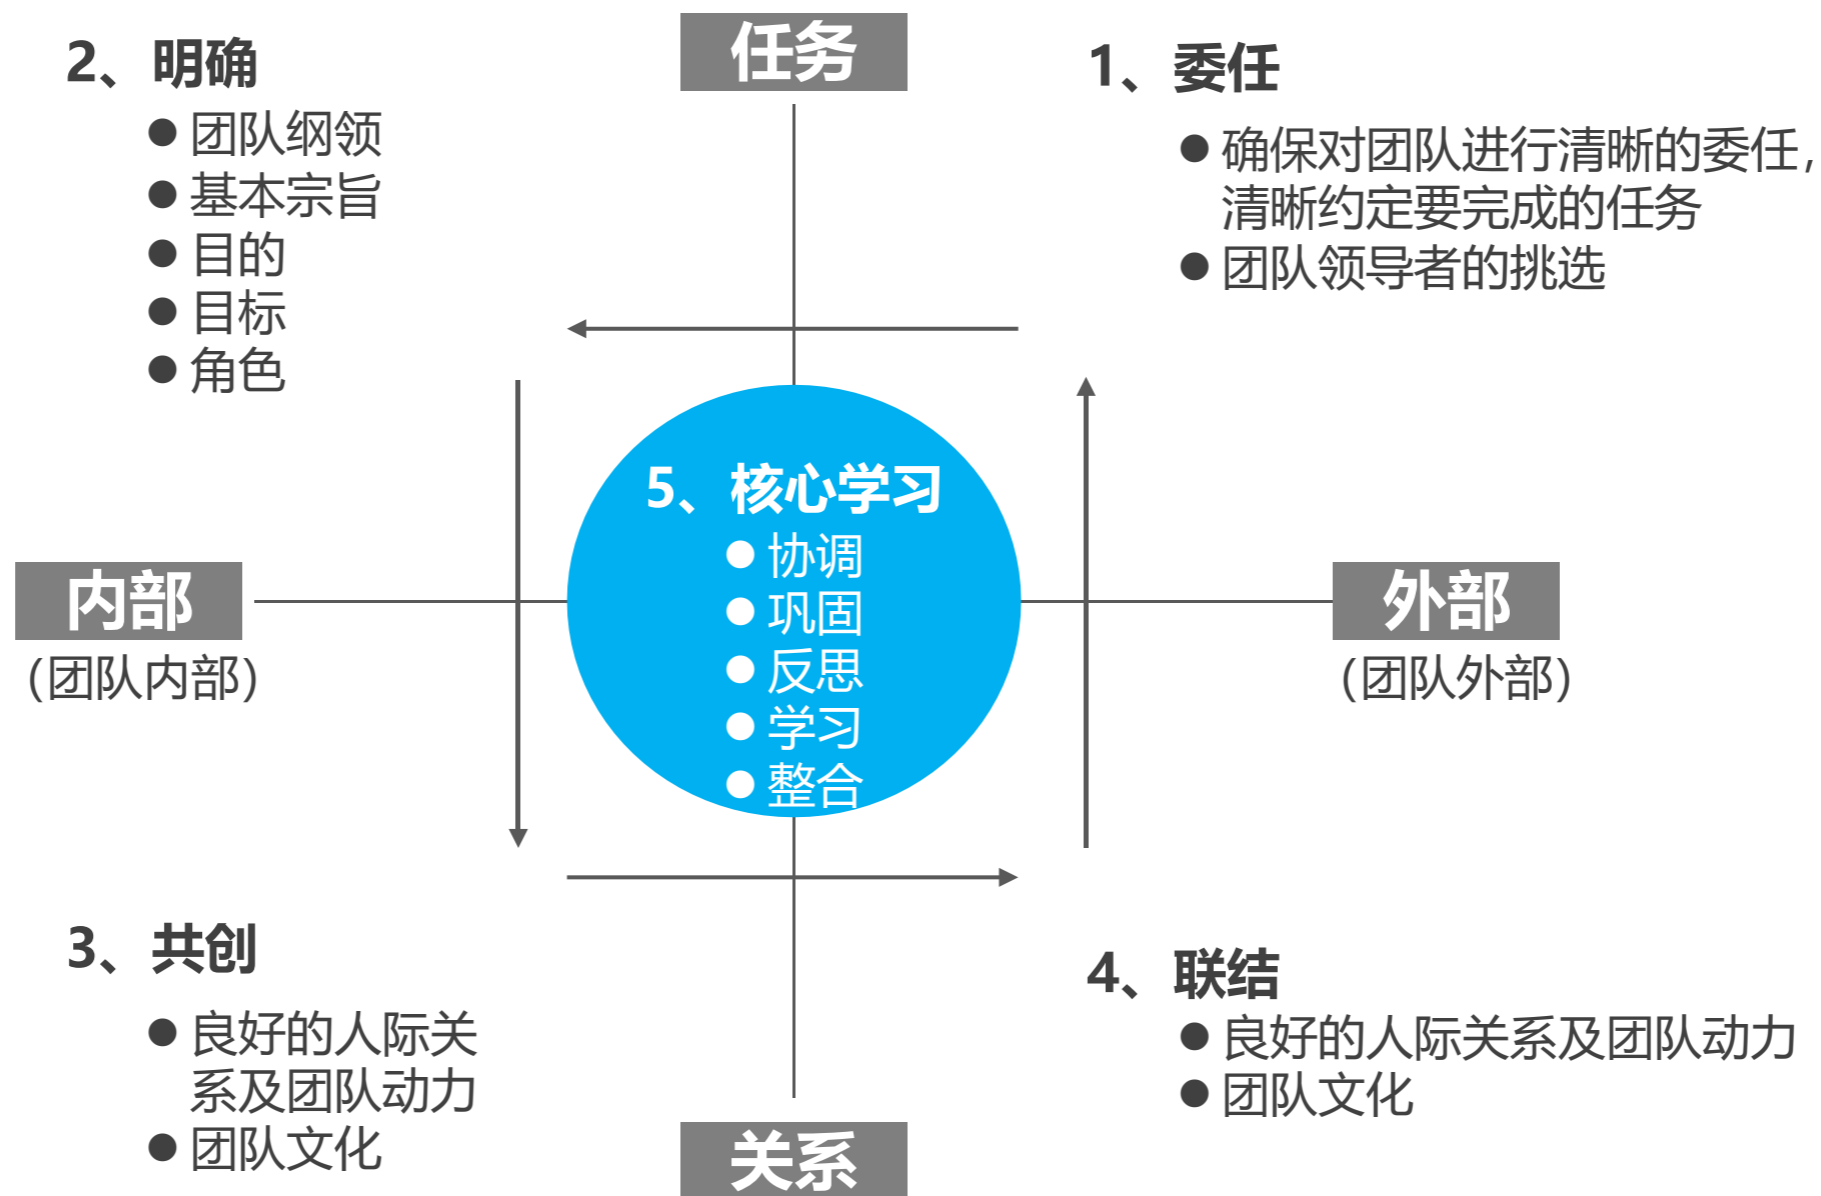 任务
2、明确
● 团队纲领
● 基本宗旨
● 目的
● 目标
● 角色
1、委任
● 确保对团队进行清晰的委任，
清晰约定要完成的任务
● 团队领导者的挑选
5、核心学习
● 协调
● 巩固
● 反思
● 学习
● 整合
内部
（团队内部）
外部
（团队外部）
3、共创
● 良好的人际关
系及团队动力
● 团队文化
4、联结
● 良好的人际关系及团队动力
● 团队文化
关系